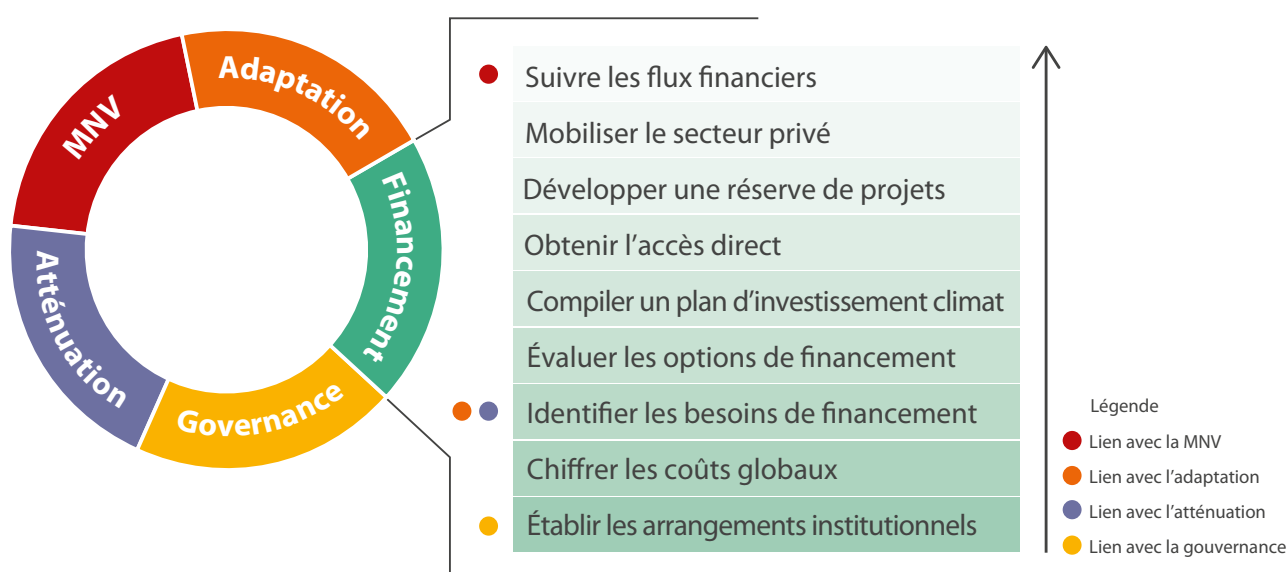 MNV
Adaptation
Financement
Governance
Atténuation
Suivre les flux financiers
Mobiliser le secteur privé
Développer une réserve de projets
Obtenir l’accès direct
Compiler un plan d’investissement climat
Évaluer les options de financement
Identifier les besoins de financement
Chiffrer les coûts globaux
Établir les arrangements institutionnels
Légende
Lien avec la MNV
Lien avec l’adaptation
Lien avec l’atténuation
Lien avec la gouvernance